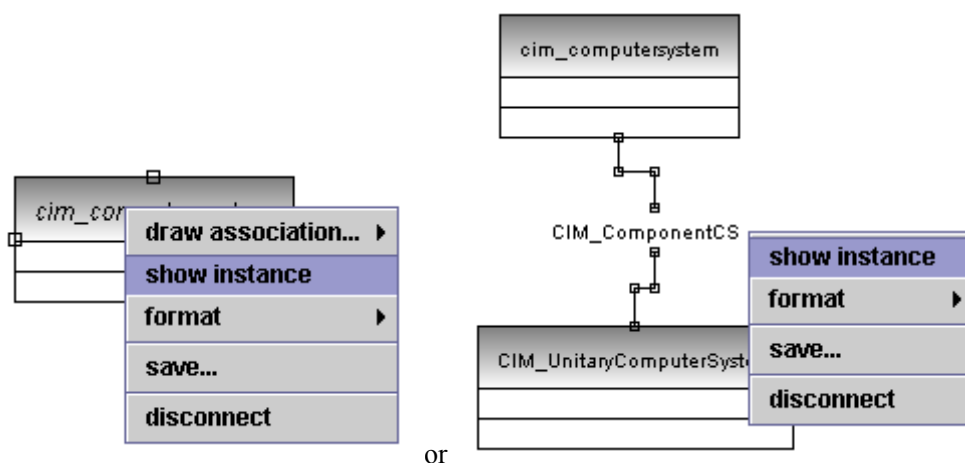 cim_computersystem
draw association...
show instance
format
save...
disconnect
or
CIM_ComponentCS
show instance
format
save...
disconnect